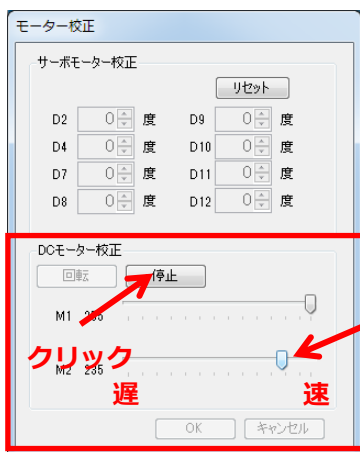 モーター校正
サーボモーター校正
リセット
D2 0 度 D9 0 度
D4 0 度 D10 0 度
D7 0 度 D11 0 度
D8 0 度 D12 0 度
DCモーター校正
回転 停止
M1 255
クリック
M2 235
遅 速
OK キャンセル